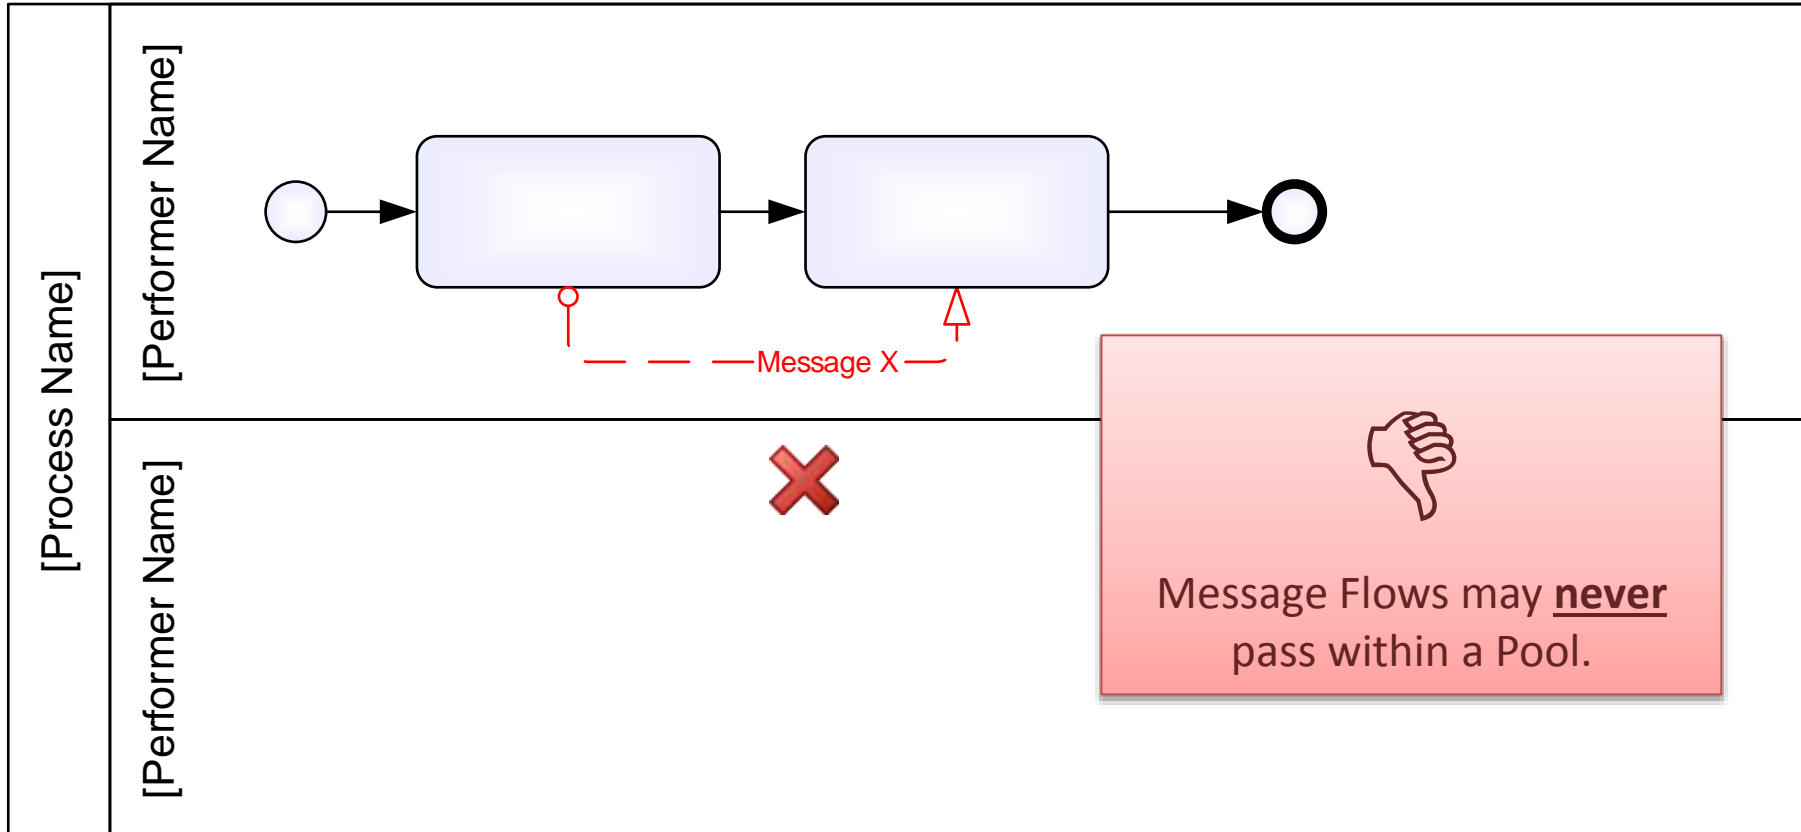 [Process Name]
[Performer Name]
Message X
[Performer Name]
Message Flows may never
pass within a Pool.